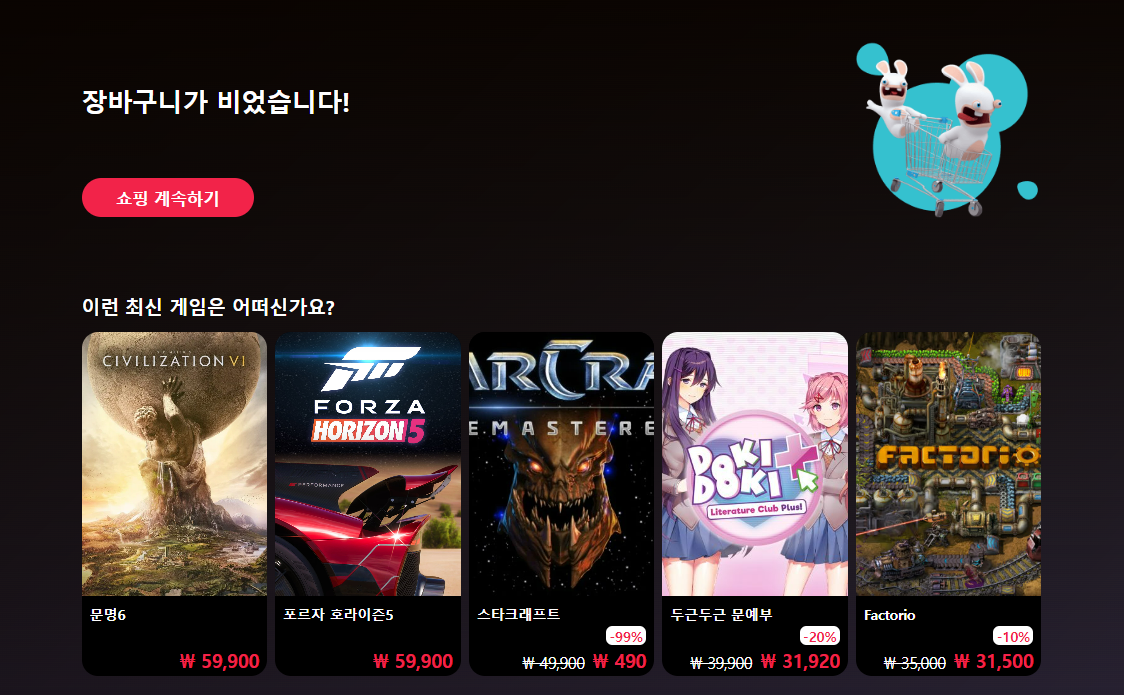 장바구니가 비었습니다!
쇼핑 계속하기
이런 최신 게임은 어떠신가요?
CIVILIZATION VI
FORZA
HORIZON 5
PERFORMANCE
ARCRA
EMASTERE
DOKI
DOKI
Literature Club Plus!
FACTORIO
문명6
₩ 59,900
포르자 호라이즌5
₩ 59,900
스타크래프트
-99%
₩ 49,900 ₩ 490
두근두근 문예부
-20%
₩ 39,900 ₩ 31,920
Factorio
-10%
₩ 35,000 ₩ 31,500